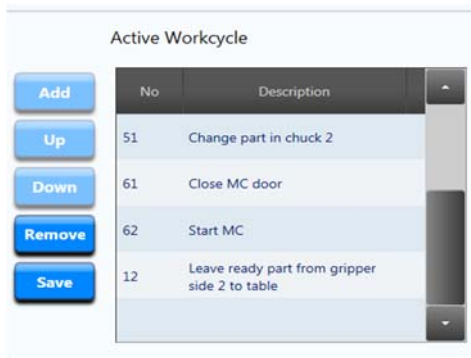 Active Workcycle
Add
Up
Down
Remove
Save
No Description
51 Change part in chuck 2
61 Close MC door
62 Start MC
12 Leave ready part from gripper
side 2 to table